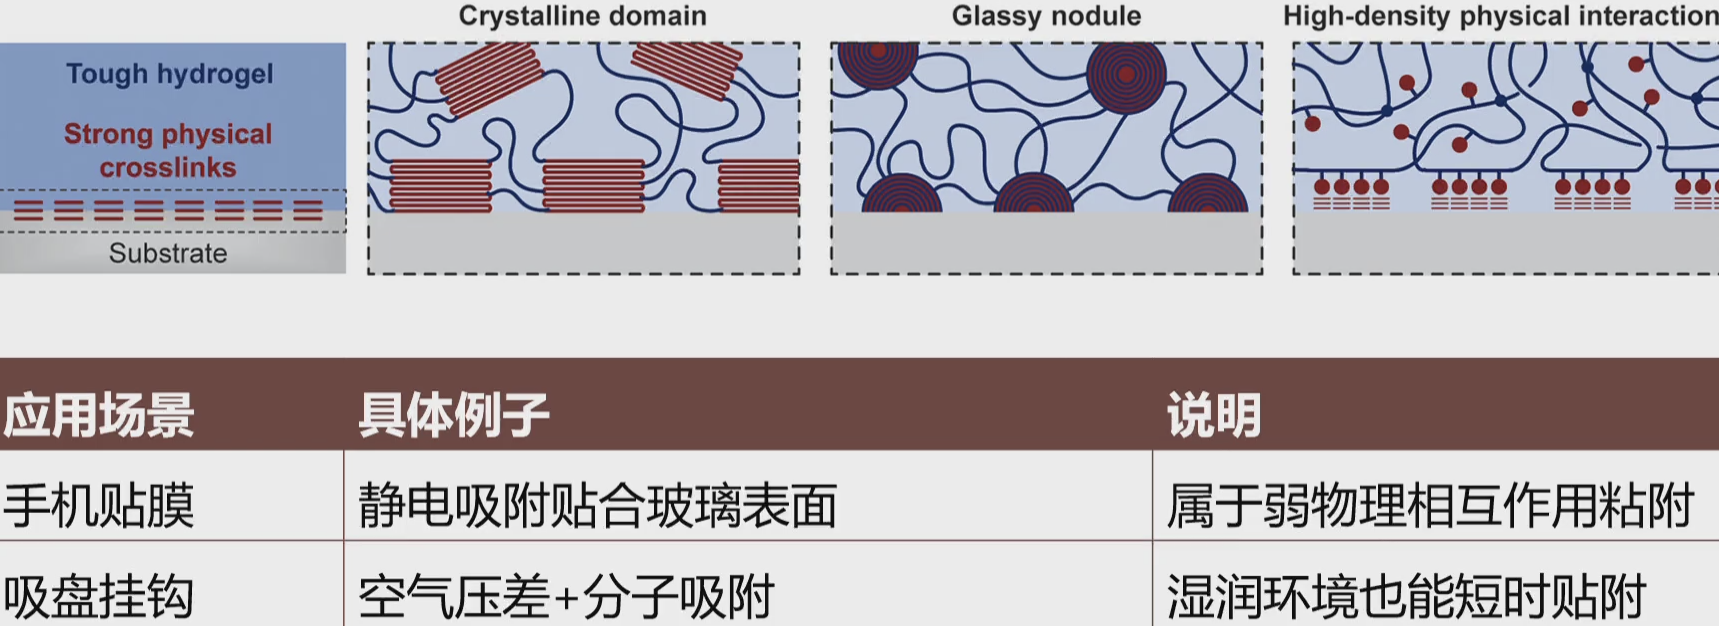 Crystalline domain
Glassy nodule
High-density physical interaction
Tough hydrogel
Strong physical
crosslinks
Substrate
应用场景 具体例子 说明
手机贴膜 静电吸附贴合玻璃表面 属于弱物理相互作用粘附
吸盘挂钩 空气压差+分子吸附 湿润环境也能短时贴附